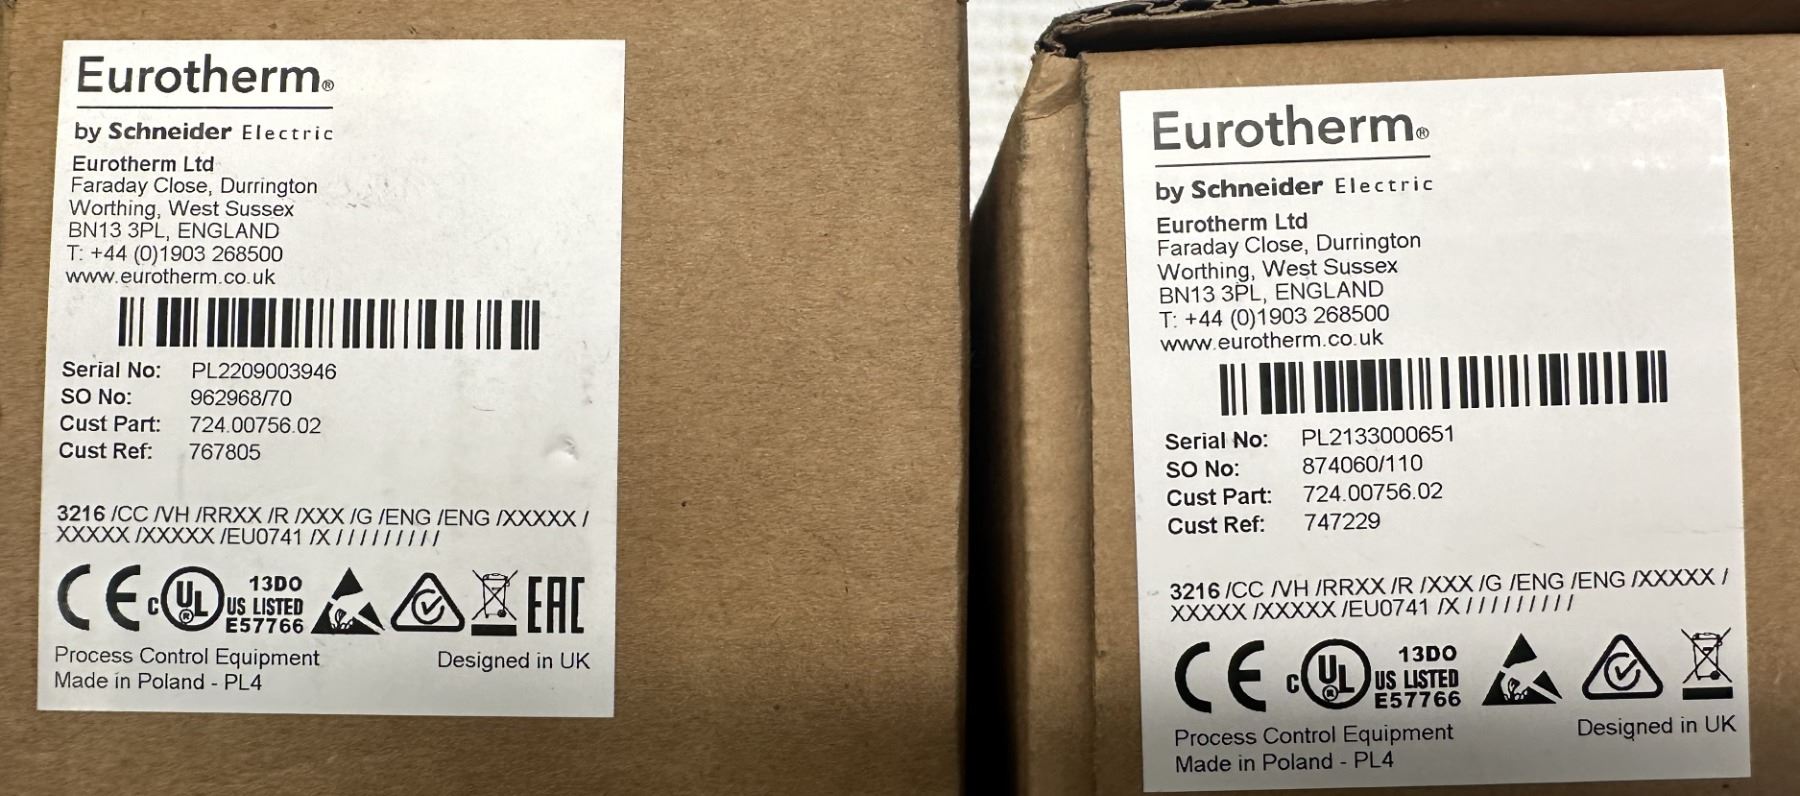 Eurotherm®
by Schneider Electric
Eurotherm Ltd
Faraday Close, Durrington
Worthing, West Sussex
BN13 3PL, ENGLAND
T: +44 (0)1903 268500
www.eurotherm.co.uk
Serial No: PL2209003946
SO No: 962968/70
Cust Part: 724.00756.02
Cust Ref: 767805
3216 /CC /VH /RRXX /R /XXX /G /ENG /ENG /XXXXX /
XXXXX /XXXXX /EU0741 /X / / / / / / / / /
CE c UL® US LISTED 13DO E57766 EAC
Process Control Equipment Designed in UK
Made in Poland - PL4
Eurotherm®
by Schneider Electric
Eurotherm Ltd
Faraday Close, Durrington
Worthing, West Sussex
BN13 3PL, ENGLAND
T: +44 (0)1903 268500
www.eurotherm.co.uk
Serial No: PL2133000651
SO No: 874060/110
Cust Part: 724.00756.02
Cust Ref: 747229
3216 /CC /VH /RRXX /R /XXX /G /ENG /ENG /XXXXX /
XXXXX /XXXXX /EU0741 /X / / / / / / / / /
CE c UL® US LISTED 13DO E57766
Process Control Equipment Designed in UK
Made in Poland - PL4